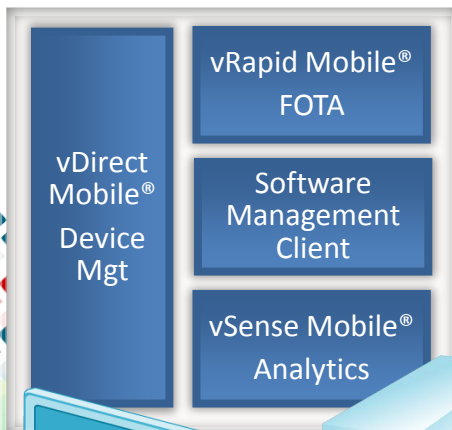 vDirect
Mobile®
Device
Mgt
vRapid Mobile®
FOTA
Software
Management
Client
vSense Mobile®
Analytics